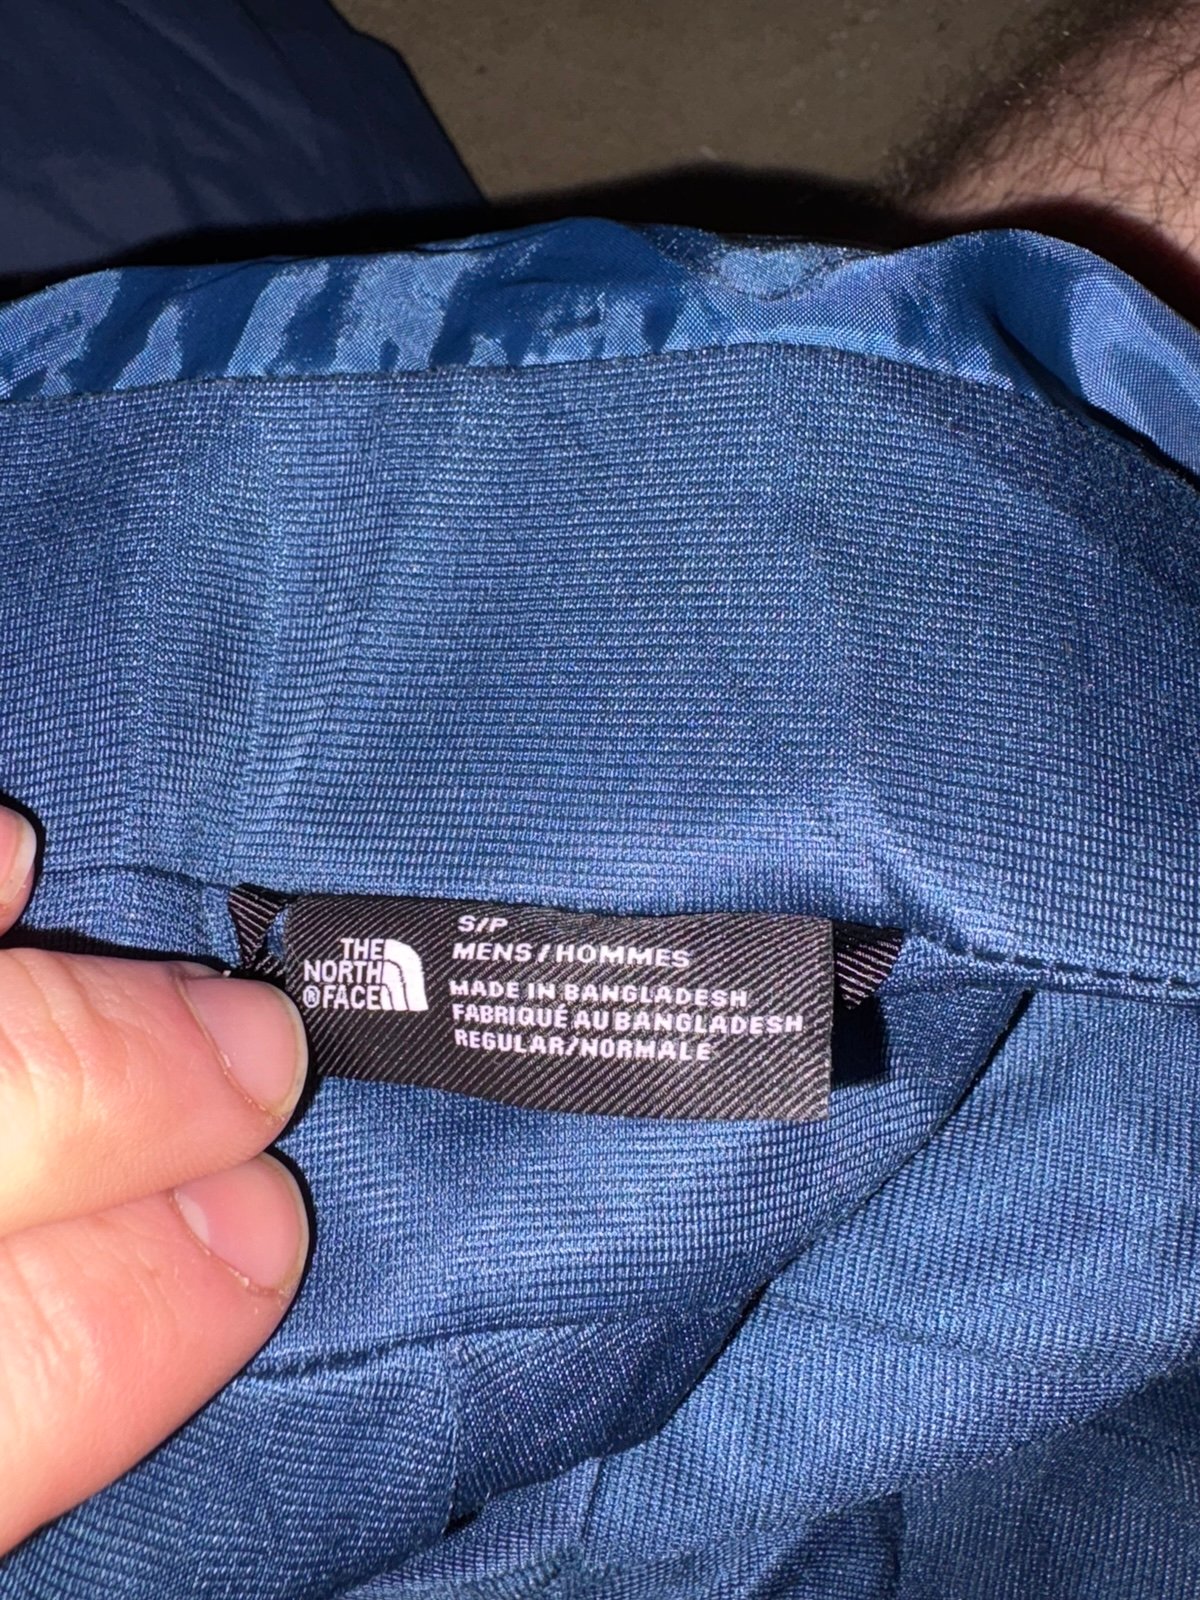 THE
NORTH
®FACE
S/P
MENS/HOMMES
MADE IN BANGLADESH
FABRIQUÉ AU BANGLADESH
REGULAR/NORMALE